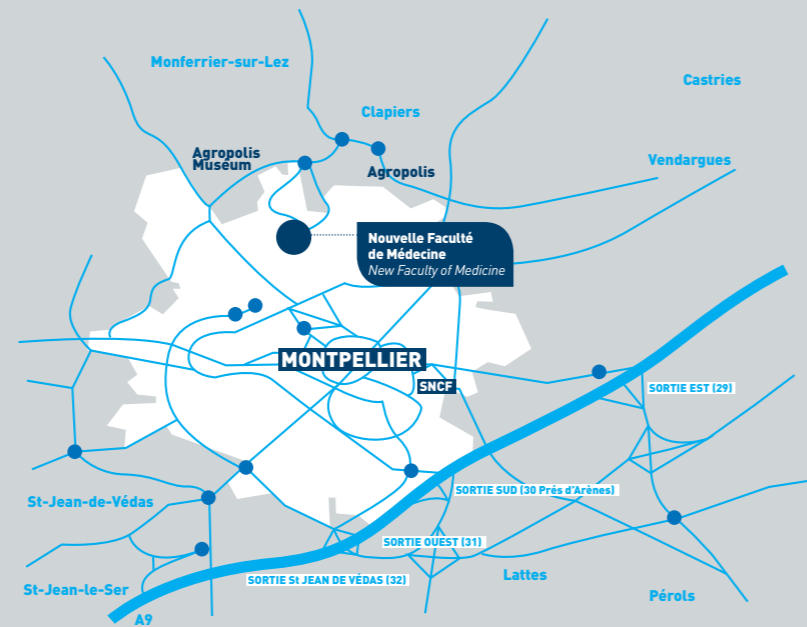 Monferrier-sur-Lez
Castries
Clapiers
Agropolis
Muséum
Vendargues
Agropolis
Nouvelle Faculté
de Médecine
New Faculty of Medicine
MONTPELLIER
SNCF
SORTIE EST (29)
SORTIE SUD (30 Prés d'Arènes)
St-Jean-de-Védas
SORTIE OUEST (31)
SORTIE St JEAN DE VÉDAS (32)
Lattes
St-Jean-le-Ser
Pérols
A9